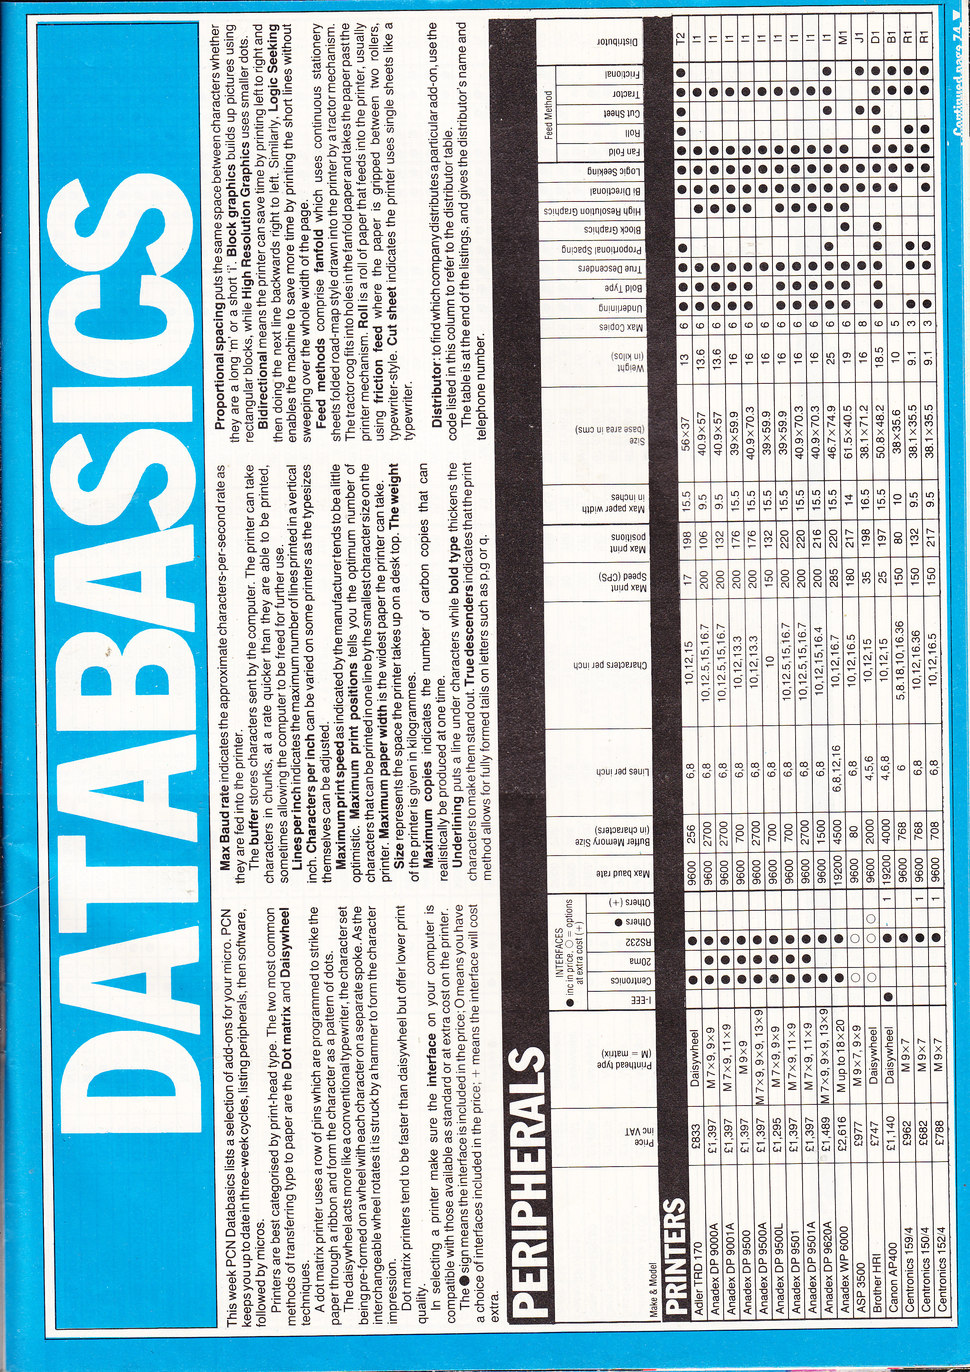 DATABASICS
This week PCN Databasics lists a selection of add-ons for your micro. PCN
keeps you up to date in three-week cycles, listing peripherals, then software,
followed by micros.
Printers are best categorised by print-head type. The two most common
methods of transferring type to paper are the Dot matrix and Daisywheel
techniques.
A dot matrix printer uses a row of pins which are programmed to strike the
paper through a ribbon and form the character as a pattern of dots.
The daisywheel acts more like a conventional typewriter, the character set
being pre-formed on a wheel with each character on a separate spoke. As the
interchangeable wheel rotates it is struck by a hammer to form the character
impression.
Dot matrix printers tend to be faster than daisywheel but offer lower print
quality.
In selecting a printer make sure the interface on your computer is
compatible with those available as standard or at extra cost on the printer.
The ● sign means the interface is included in the price; O means you have
a choice of interfaces included in the price; + means the interface will cost
extra.
Max Baud rate indicates the approximate characters-per-second rate as
they are fed into the printer.
The buffer stores characters sent by the computer. The printer can take
characters in chunks, at a rate quicker than they are able to be printed,
sometimes allowing the computer to be freed for further use.
Lines per inch indicates the maximum number of lines printed in a vertical
inch. Characters per inch can be varied on some printers as the typesizes
themselves can be adjusted.
Maximum print speed as indicated by the manufacturer tends to be a little
optimistic. Maximum print positions tells you the optimum number of
characters that can be printed in one line by the smallest character size on the
printer. Maximum paper width is the widest paper the printer can take.
Size represents the space the printer takes up on a desk top. The weight
of the printer is given in kilogrammes.
Maximum copies indicates the number of carbon copies that can
realistically be produced at one time.
Underlining puts a line under characters while bold type thickens the
characters to make them stand out. True descenders indicates that the print
method allows for fully formed tails on letters such as p,g or q.
Proportional spacing puts the same space between characters whether
they are a long 'm' or a short 'i'. Block graphics builds up pictures using
rectangular blocks, while High Resolution Graphics uses smaller dots.
Bidirectional means the printer can save time by printing left to right and
then doing the next line backwards right to left. Similarly, Logic Seeking
enables the machine to save more time by printing the short lines without
sweeping over the whole width of the page.
Feed methods comprise fanfold which uses continuous stationery
sheets folded road-map style drawn into the printer by a tractor mechanism.
The tractor cog fits into holes in the fanfold paper and takes the paper past the
printer mechanism. Roll is a roll of paper that feeds into the printer, usually
using friction feed where the paper is gripped between two rollers,
typewriter-style. Cut sheet indicates the printer uses single sheets like a
typewriter.
Distributor: to find which company distributes a particular add-on, use the
code listed in this column to refer to the distributor table.
The table is at the end of the listings, and gives the distributor's name and
telephone number.
PERIPHERALS
Make & Model
Price inc VAT
Printhead type (M = matrix)
INTERFACES
● inc in price, ○ = options at extra cost (+)
I-EEE
Centronics
20ma
RS232
Others ●
Others (+)
Max baud rate
Buffer Memory Size (in characters)
Lines per inch
Characters per inch
Max print Speed (CPS)
Max print positions
Max paper width in inches
Size (base area in cms)
Weight (in kilos)
Max Copies
Underlining
Bold Type
True Descenders
Proportional Spacing
Block Graphics
High Resolution Graphics
Bi Directional
Logic Seeking
Feed Method
Fan Fold
Roll
Cut Sheet
Tractor
Frictional
Distributor
PRINTERS
Adler TRD 170 £833 Daisywheel 9600 256 6,8 10,12,15 17 198 15.5 56×37 13 6 T2
Anadex DP 9000A £1,397 M 7×9, 9×9 9600 2700 6,8 10,12.5,15,16.7 200 106 9.5 40.9×57 13.6 6 I1
Anadex DP 9001A £1,397 M 7×9, 11×9 9600 2700 6,8 10,12.5,15,16.7 200 132 9.5 40.9×57 13.6 6 I1
Anadex DP 9500 £1,397 M 9×9 9600 700 6,8 10,12,13.3 200 176 15.5 39×59.9 16 6 I1
Anadex DP 9500A £1,397 M 7×9, 9×9, 13×9 9600 2700 6,8 10,12,13.3 200 176 15.5 40.9×70.3 16 6 I1
Anadex DP 9500L £1,295 M 7×9, 9×9 9600 700 6,8 10 150 132 15.5 39×59.9 16 6 I1
Anadex DP 9501 £1,397 M 7×9, 11×9 9600 700 6,8 10,12.5,15,16.7 200 220 15.5 39×59.9 16 6 I1
Anadex DP 9501A £1,397 M 7×9, 11×9 9600 2700 6,8 10,12.5,15,16.7 200 220 15.5 40.9×70.3 16 6 I1
Anadex DP 9620A £1,489 M 7×9, 9×9, 13×9 9600 1500 6,8 10,12,15,16.4 200 216 15.5 40.9×70.3 16 6 I1
Anadex WP 6000 £2,616 M up to 18×20 19200 4500 6,8,12,16 10,12,16.7 285 220 15.5 46.7×74.9 25 6 I1
ASP 3500 £977 M 9×7, 9×9 9600 80 6,8 10,12,16.5 180 217 14 61.5×40.5 19 6 M1
Brother HRI £747 Daisywheel 9600 2000 4,5,6 10,12,15 35 198 16.5 38.1×71.2 16 8 J1
Canon AP400 £1,140 Daisywheel 1 19200 4000 4,6,8 10,12,15 25 197 15.5 50.8×48.2 18.5 6 D1
Centronics 159/4 £962 M 9×7 9600 768 6 5,8,18,10,16.36 150 80 10 38×35.6 10 5 B1
Centronics 150/4 £682 M 9×7 1 9600 768 6,8 10,12,16.36 150 132 9.5 38.1×35.5 9.1 3 R1
Centronics 152/4 £788 M 9×7 1 9600 708 6,8 10,12,16.5 150 217 9.5 38.1×35.5 9.1 3 R1
Continued page 74 ▼